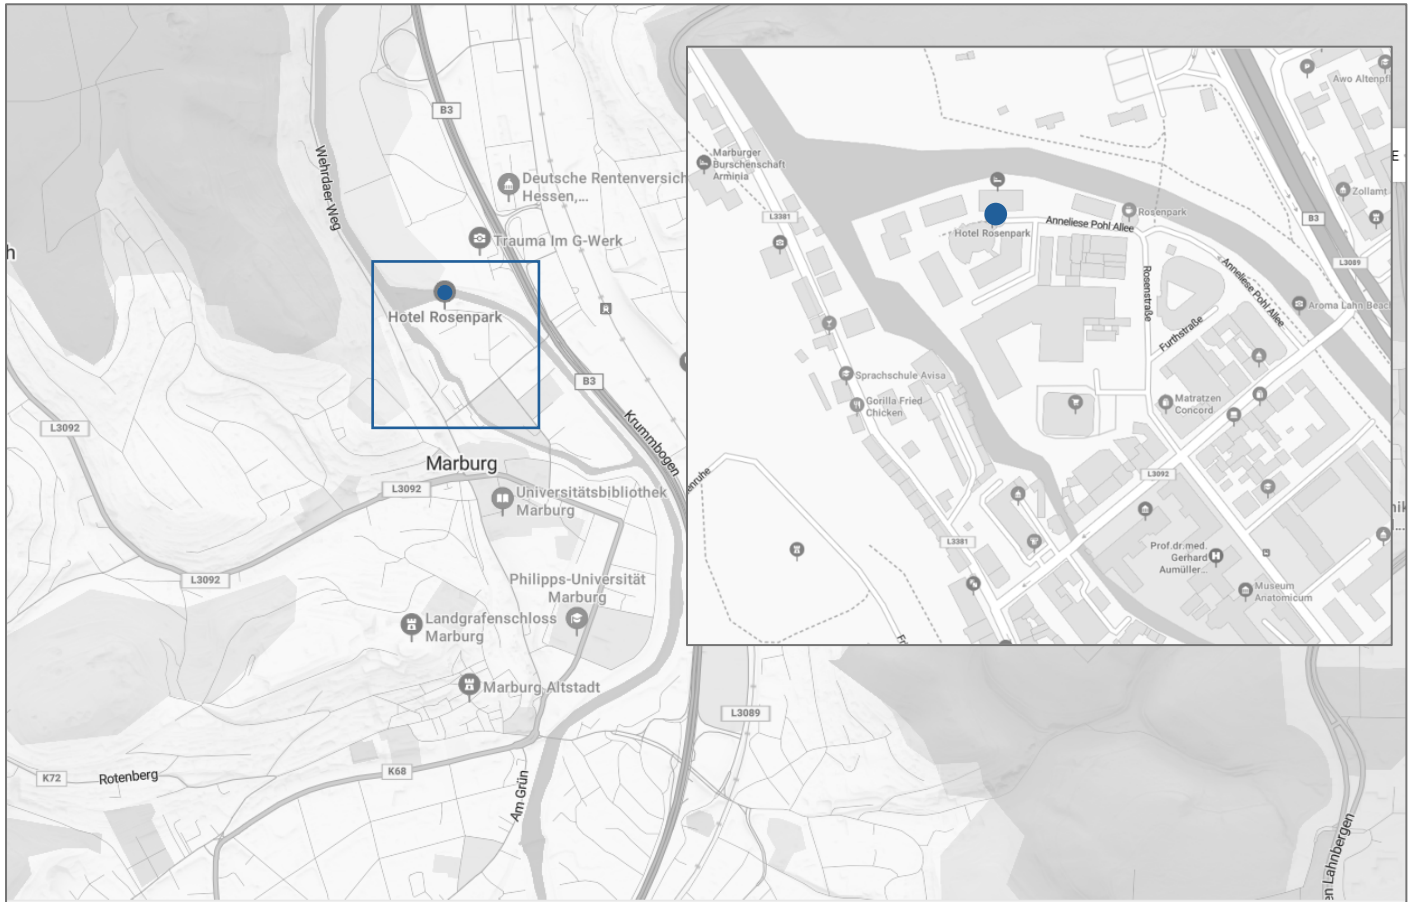 B3
Wehrdaer Weg
Deutsche Rentenversich
Hessen,...
Trauma Im G-Werk
h
Hotel Rosenpark
B3
L3092
Krummbogen
Marburg
L3092
Universitätsbibliothek
Marburg
L3092
Philipps-Universität
Marburg
Landgrafenschloss
Marburg
Marburg Altstadt
L3089
K72
Rotenberg
K68
Am Grün
en Lahnbergen
E
Awo Altenpfl
Marburger
Burschenschaft
Arminia
Zollamt
L3381
Rosenpark
B3
Anneliese Pohl Allee
Hotel Rosenpark
L3089
Anneliese Pohl Allee
Rosenstraße
Aroma Lahn Beac
Furthstraße
Sprachschule Avisa
Gorilla Fried
Chicken
Matratzen
Concord
enruhe
L3092
L3381
Prof.dr.med.
Gerhard
Aumüller...
H
Museum
Anatomicum